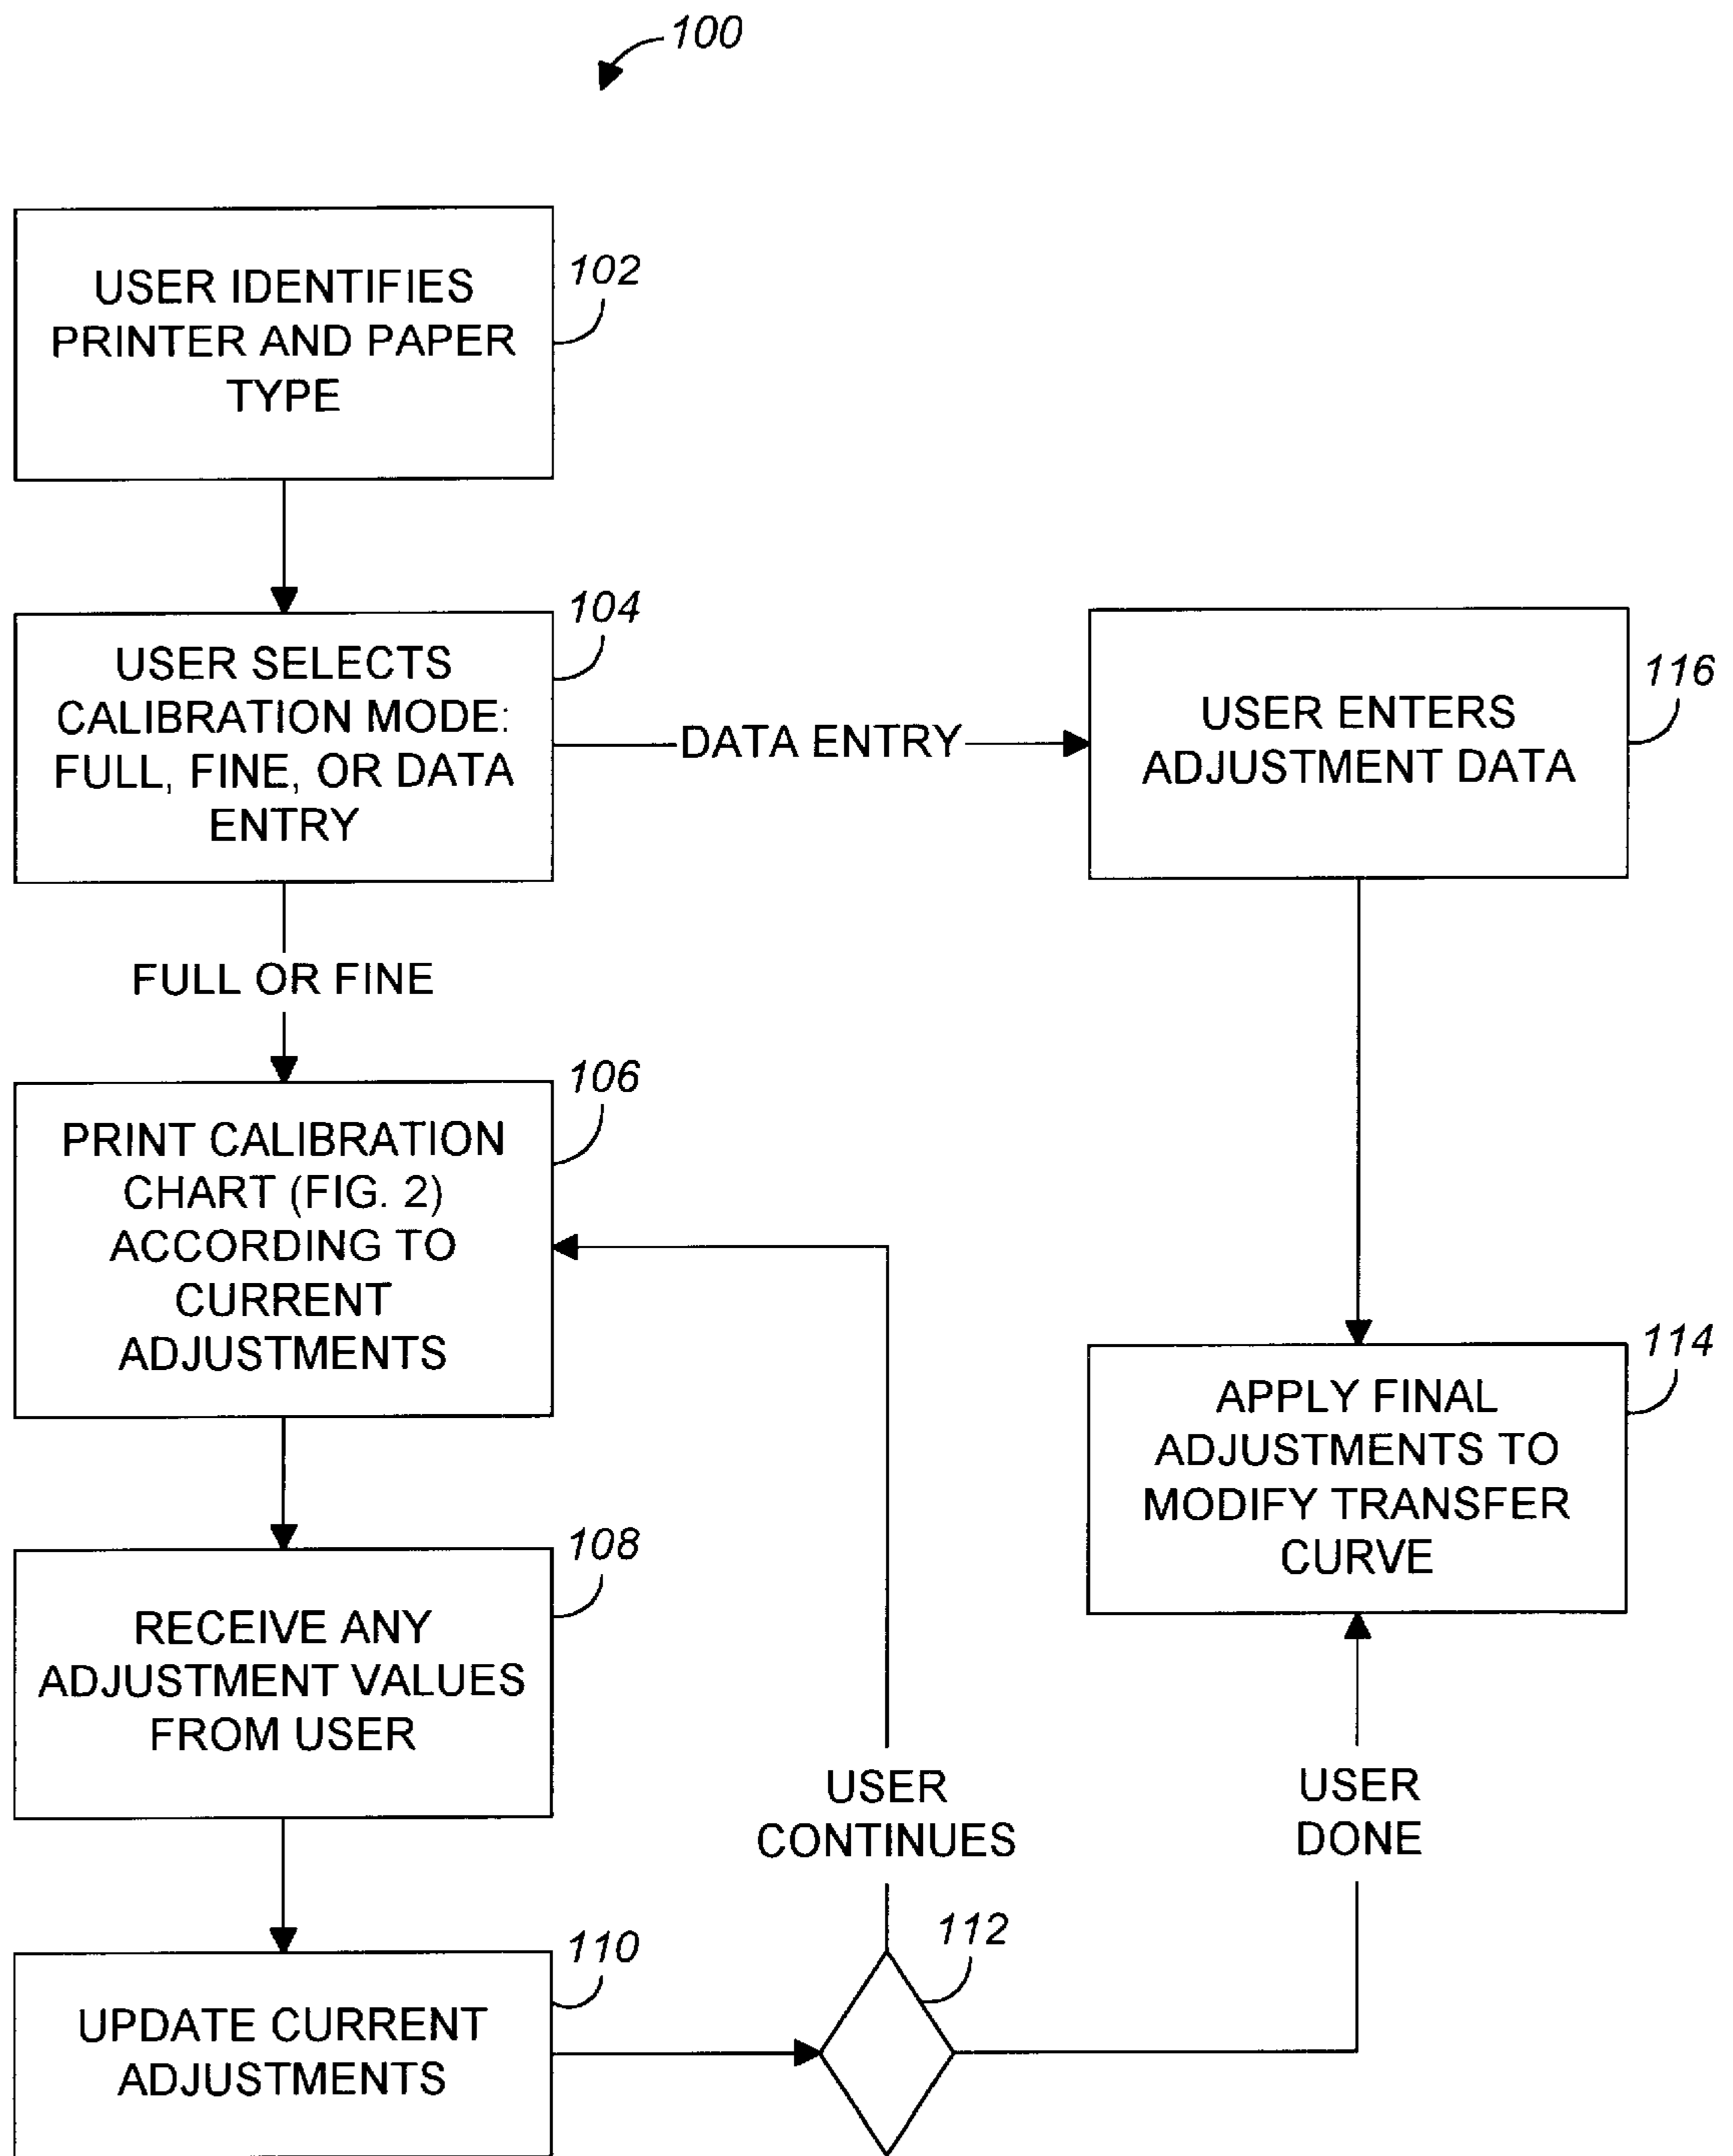 100
USER IDENTIFIES
PRINTER AND PAPER
TYPE
102
USER SELECTS
CALIBRATION MODE:
FULL, FINE, OR DATA
ENTRY
104
DATA ENTRY
USER ENTERS
ADJUSTMENT DATA
116
FULL OR FINE
PRINT CALIBRATION
CHART (FIG. 2)
ACCORDING TO
CURRENT
ADJUSTMENTS
106
APPLY FINAL
ADJUSTMENTS TO
MODIFY TRANSFER
CURVE
114
RECEIVE ANY
ADJUSTMENT VALUES
FROM USER
108
USER
CONTINUES
USER
DONE
UPDATE CURRENT
ADJUSTMENTS
110
112